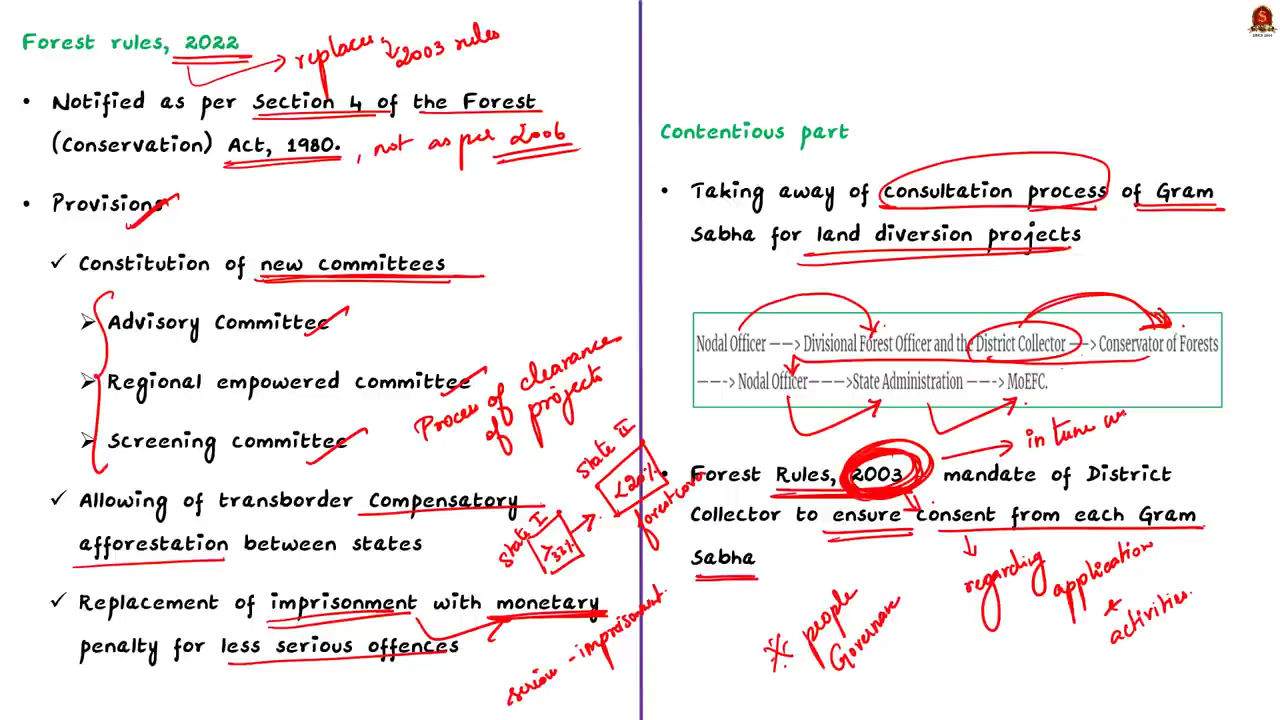 Forest rules, 2022
replaces 2003 rules
• Notified as per Section 4 of the Forest
(Conservation) Act, 1980. , not as per 2006
• Provisions
✓ Constitution of new committees
➤ Advisory Committee
➤ Regional empowered committee
➤ Screening committee
Process of clearance
of projects
✓ Allowing of transborder compensatory
afforestation between states
State I
>33%
State II
<20%
forest cover
✓ Replacement of imprisonment with monetary
penalty for less serious offences
serious - imprisonment
Contentious part
• Taking away of consultation process of Gram
Sabha for land diversion projects
Nodal Officer ---> Divisional Forest Officer and the District Collector ---> Conservator of Forests
----> Nodal Officer----->State Administration ----> MoEFC.
in tune
• Forest Rules, 2003 mandate of District
Collector to ensure consent from each Gram
Sabha
regarding application
&
activities.
people
Governance